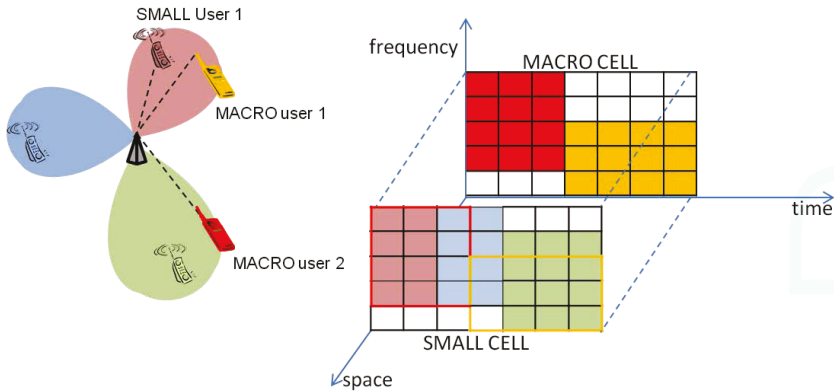 SMALL User 1
MACRO user 1
MACRO user 2
frequency
MACRO CELL
time
SMALL CELL
space